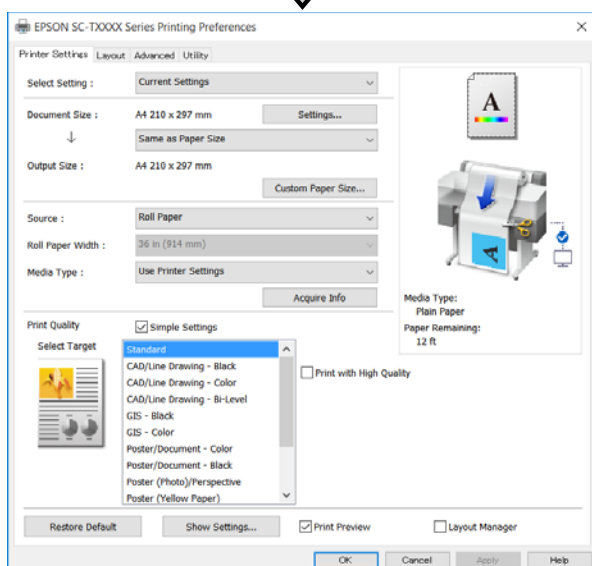 EPSON SC-TXXXX Series Printing Preferences
Printer Settings Layout Advanced Utility
Select Setting : Current Settings
Document Size : A4 210 x 297 mm Settings...
Same as Paper Size
Output Size : A4 210 x 297 mm
Custom Paper Size...
Source : Roll Paper
Roll Paper Width : 36 in (914 mm)
Media Type : Use Printer Settings
Acquire Info
A
A
Media Type:
Plain Paper
Paper Remaining:
12 ft
Print Quality Simple Settings
Select Target
Standard
CAD/Line Drawing - Black
CAD/Line Drawing - Color
CAD/Line Drawing - Bi-Level
GIS - Black
GIS - Color
Poster/Document - Color
Poster/Document - Black
Poster (Photo)/Perspective
Poster (Yellow Paper)
Print with High Quality
Restore Default Show Settings... Print Preview Layout Manager
OK Cancel Apply Help